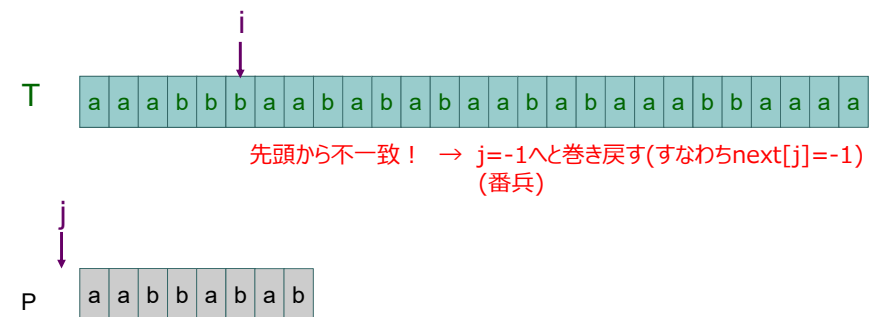 i
T a a a b b b a a b a b a b a a b a b a a a b b a a a a
先頭から不一致！ → j=-1へと巻き戻す(すなわちnext[j]=-1)
(番兵)
j
P a a b b a b a b